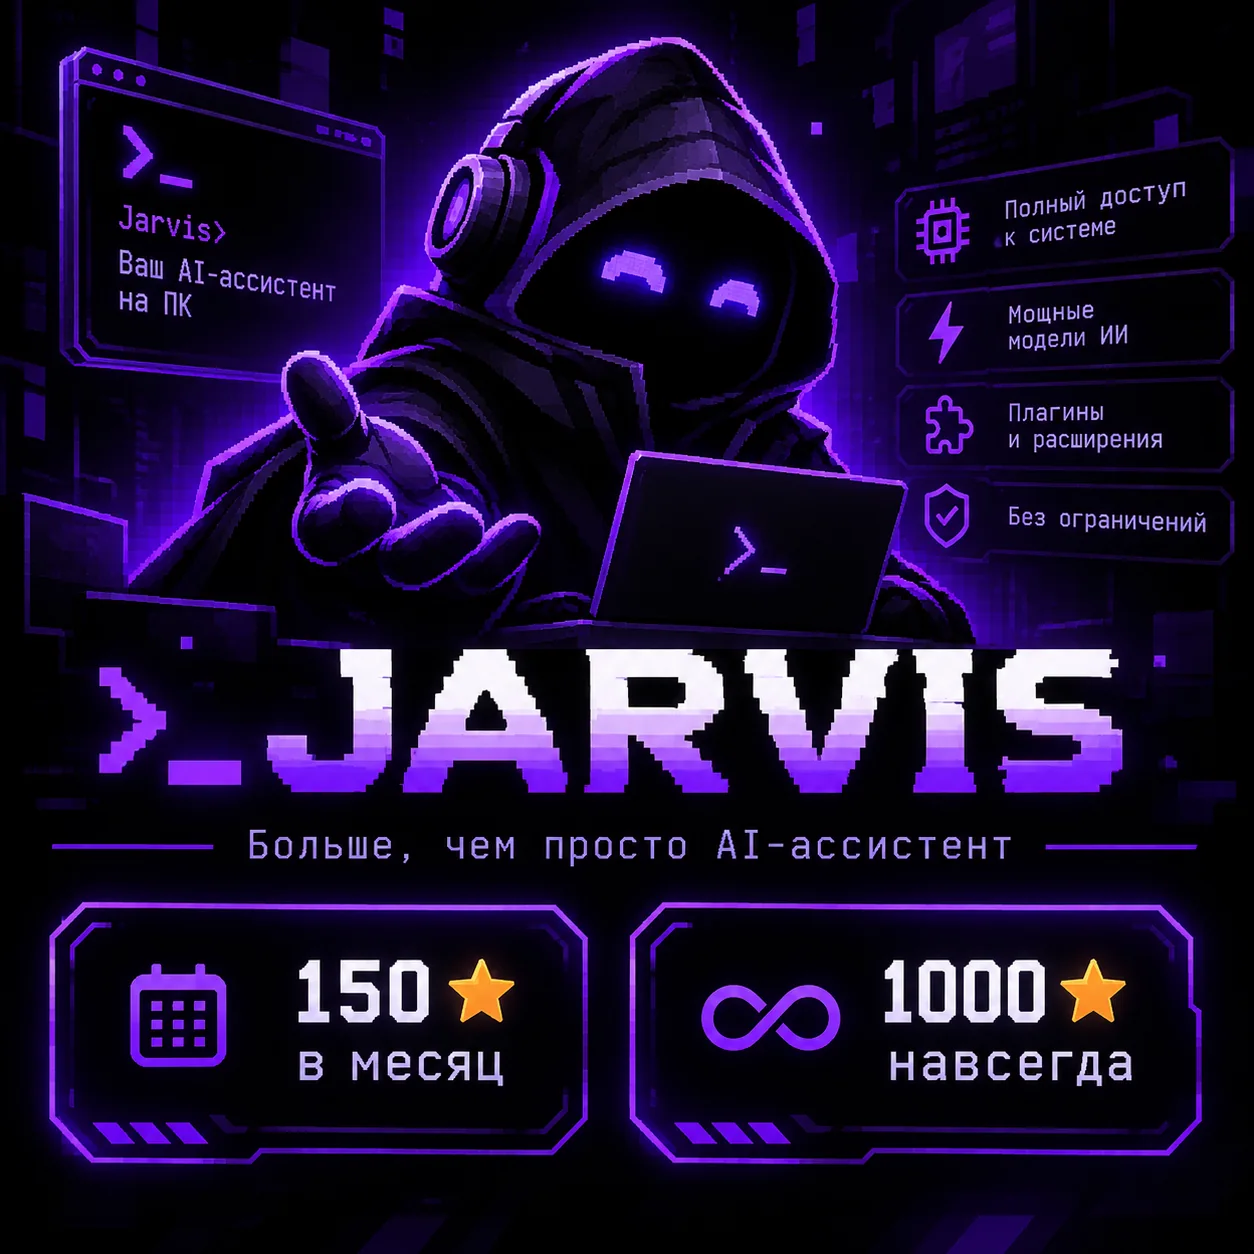 >_
Jarvis>
Ваш AI-ассистент
на ПК
Полный доступ
к системе
Мощные
модели ИИ
Плагины
и расширения
Без ограничений
>_
>_JARVIS
Больше, чем просто AI-ассистент
150
в месяц
1000
навсегда